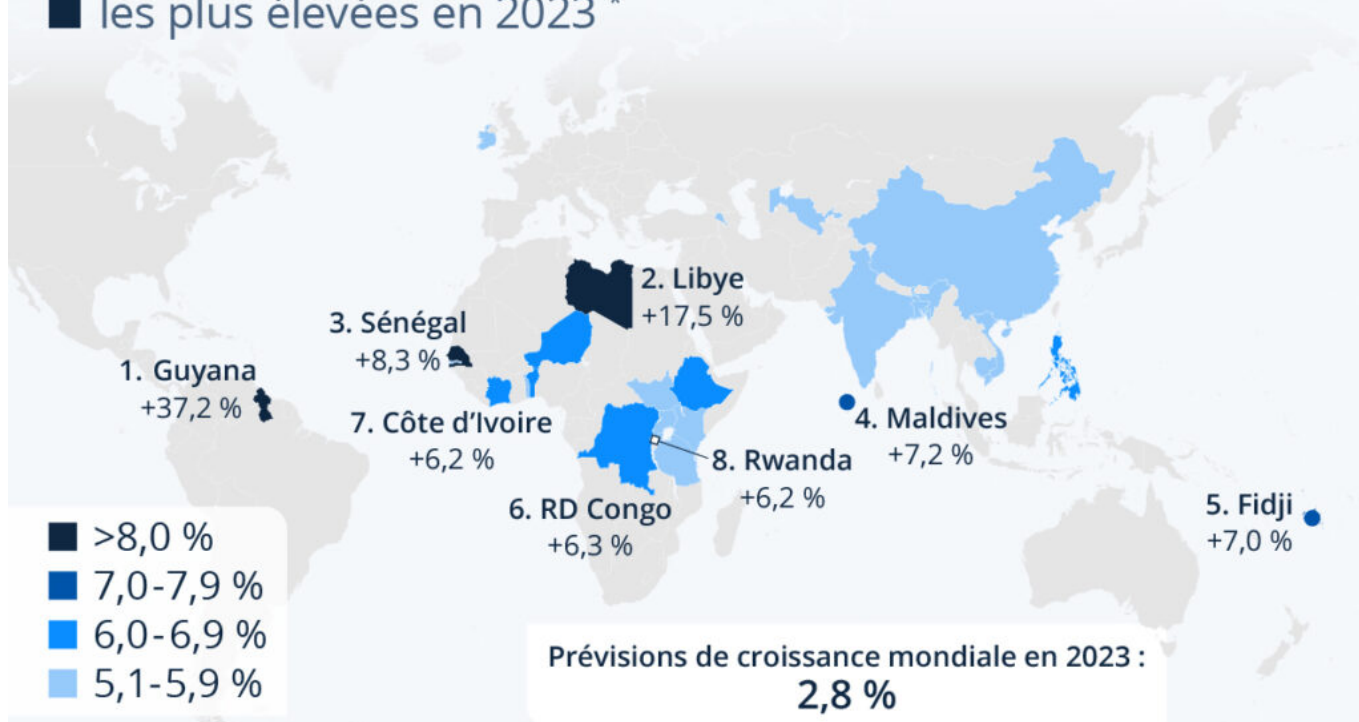 les plus élevées en 2023 *
2. Libye
+17,5 %
3. Sénégal
+8,3 %
1. Guyana
+37,2 %
7. Côte d’Ivoire
+6,2 %
4. Maldives
+7,2 %
8. Rwanda
+6,2 %
6. RD Congo
+6,3 %
5. Fidji
+7,0 %
>8,0 %
7,0-7,9 %
6,0-6,9 %
5,1-5,9 %
Prévisions de croissance mondiale en 2023 :
2,8 %